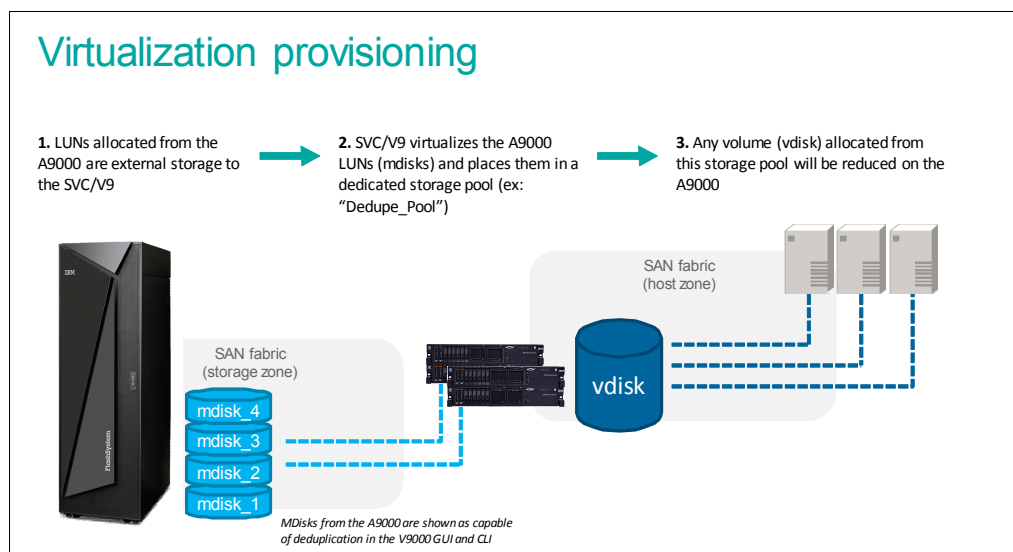 Virtualization provisioning
1. LUNs allocated from the
A9000 are external storage to
the SVC/V9
2. SVC/V9 virtualizes the A9000
LUNs (mdisks) and places them in a
dedicated storage pool (ex:
“Dedupe_Pool”)
3. Any volume (vdisk) allocated from
this storage pool will be reduced on the
A9000
IBM
FlashSystem
SAN fabric
(storage zone)
mdisk_4
mdisk_3
mdisk_2
mdisk_1
SAN fabric
(host zone)
vdisk
MDisks from the A9000 are shown as capable
of deduplication in the V9000 GUI and CLI